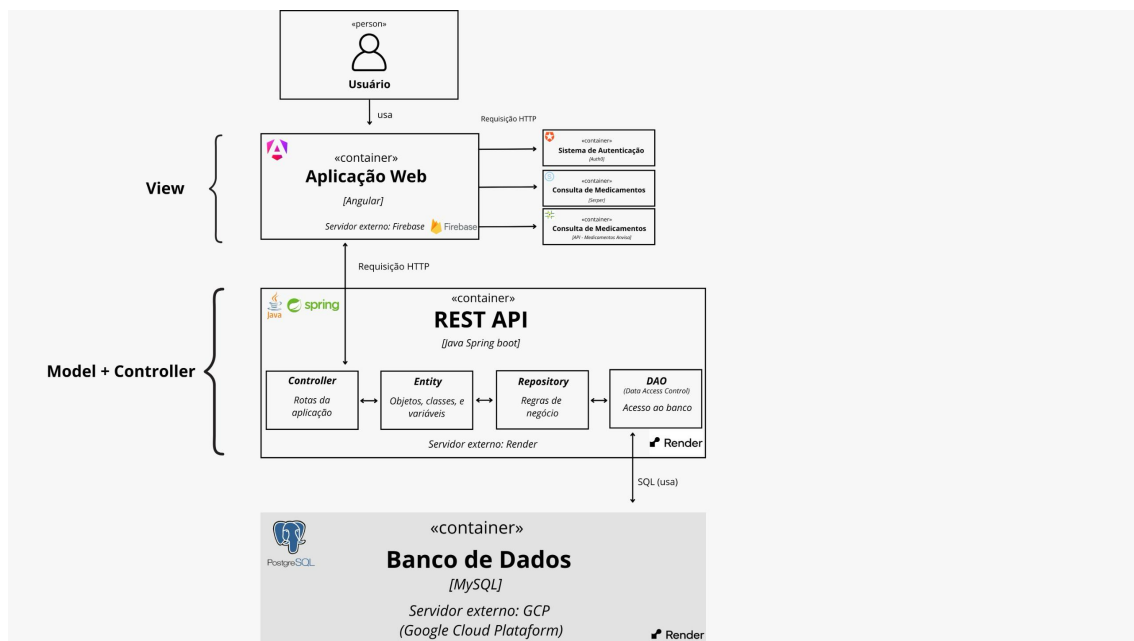 «person»
Usuário
usa
Requisição HTTP
View
«container»
Aplicação Web
[Angular]
Servidor externo: Firebase
Firebase
«container»
Sistema de Autenticação
[Auth0]
«container»
Consulta de Medicamentos
[Serper]
«container»
Consulta de Medicamentos
[API - Medicamentos Anvisa]
Requisição HTTP
Model + Controller
Java
spring
«container»
REST API
[Java Spring boot]
Controller
Rotas da
aplicação
Entity
Objetos, classes, e
variáveis
Repository
Regras de
negócio
DAO
(Data Access Control)
Acesso ao banco
Servidor externo: Render
Render
SQL (usa)
PostgreSQL
«container»
Banco de Dados
[MySQL]
Servidor externo: GCP
(Google Cloud Plataform)
Render